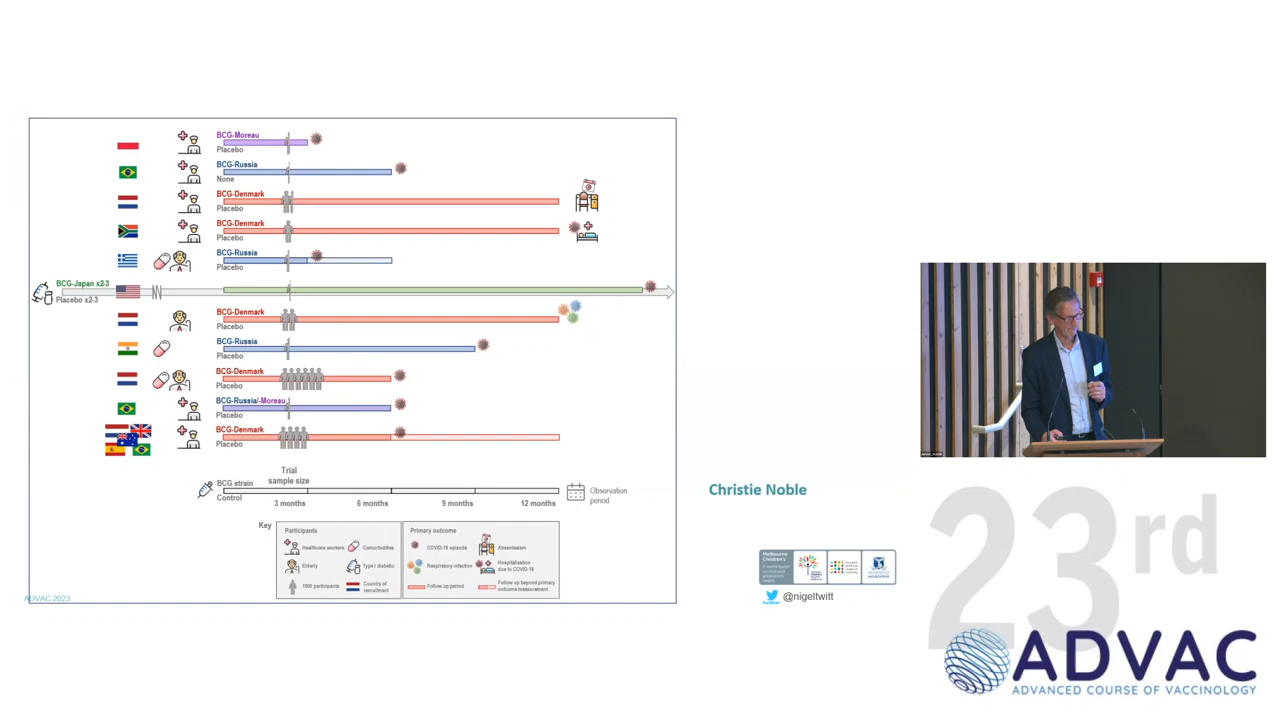 BCG-Moreau
Placebo
BCG-Russia
None
BCG-Denmark
Placebo
BCG-Denmark
Placebo
BCG-Russia
Placebo
BCG-Japan x2-3
Placebo x2-3
BCG-Denmark
Placebo
BCG-Russia
Placebo
BCG-Denmark
Placebo
BCG-Russia/-Moreau
Placebo
BCG-Denmark
Placebo
Trial
sample size
BCG strain
Control
3 months
6 months
9 months
12 months
Observation
period
Key
Participants
Healthcare workers
Comorbidities
Elderly
Type I diabetic
1000 participants
Country of
recruitment
Primary outcome
COVID-19 episode
Absenteeism
Respiratory infection
Hospitalisation
due to COVID-19
Follow up period
Follow up beyond primary
outcome measurement
ADVAC 2023
Christie Noble
Melbourne
Children's
@nigeltwitt
23rd
ADVAC
ADVANCED COURSE OF VACCINOLOGY